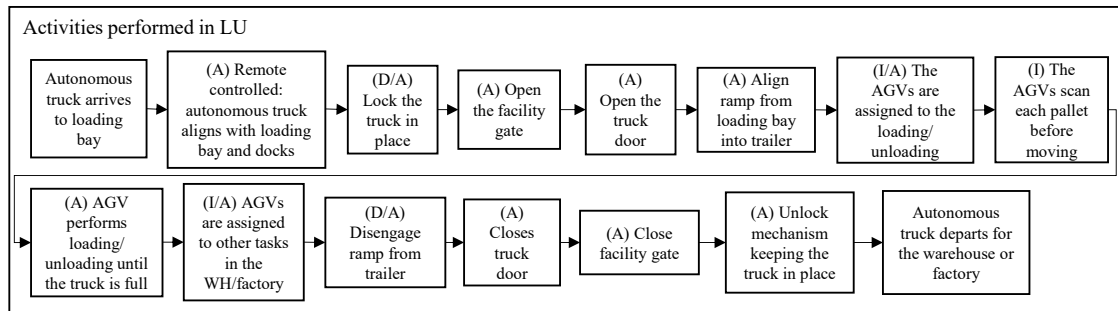 Activities performed in LU
Autonomous
truck arrives
to loading
bay
(A) Remote
controlled:
autonomous truck
aligns with loading
bay and docks
(D/A)
Lock the
truck in
place
(A) Open
the facility
gate
(A)
Open the
truck
door
(A) Align
ramp from
loading bay
into trailer
(I/A) The
AGVs are
assigned to the
loading/
unloading
(I) The
AGVs scan
each pallet
before
moving
(A) AGV
performs
loading/
unloading until
the truck is full
(I/A) AGVs
are assigned
to other tasks
in the
WH/factory
(D/A)
Disengage
ramp from
trailer
(A)
Closes
truck
door
(A) Close
facility gate
(A) Unlock
mechanism
keeping the
truck in place
Autonomous
truck departs for
the warehouse or
factory